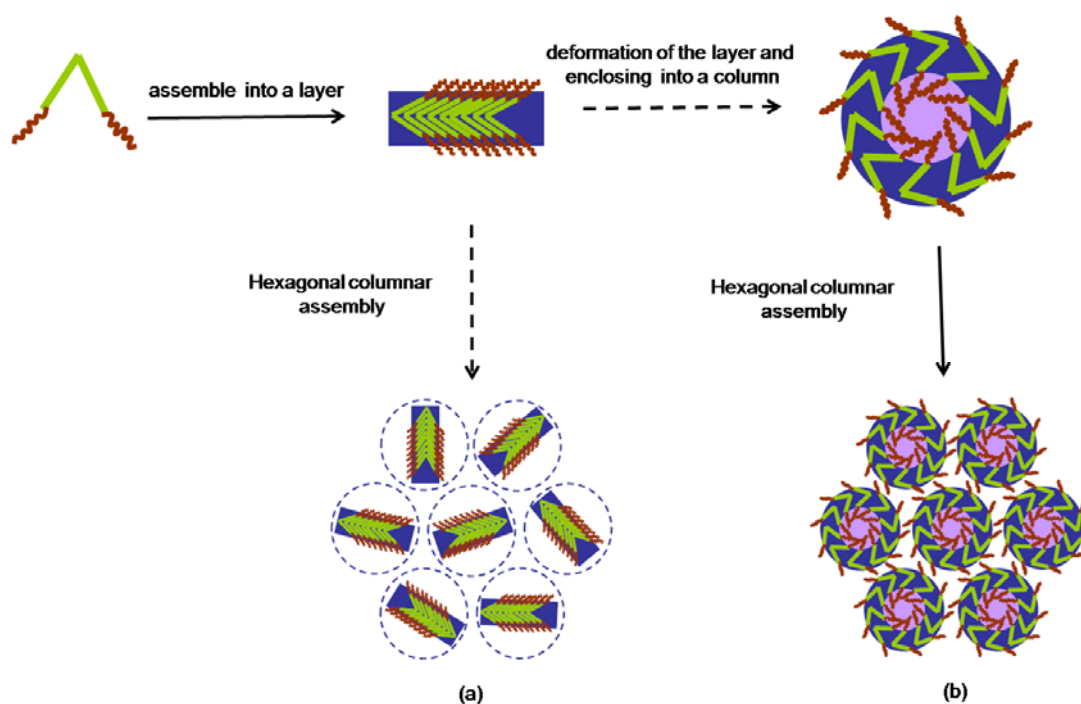 assemble into a layer
deformation of the layer and
enclosing into a column
Hexagonal columnar
assembly
Hexagonal columnar
assembly
(a)
(b)